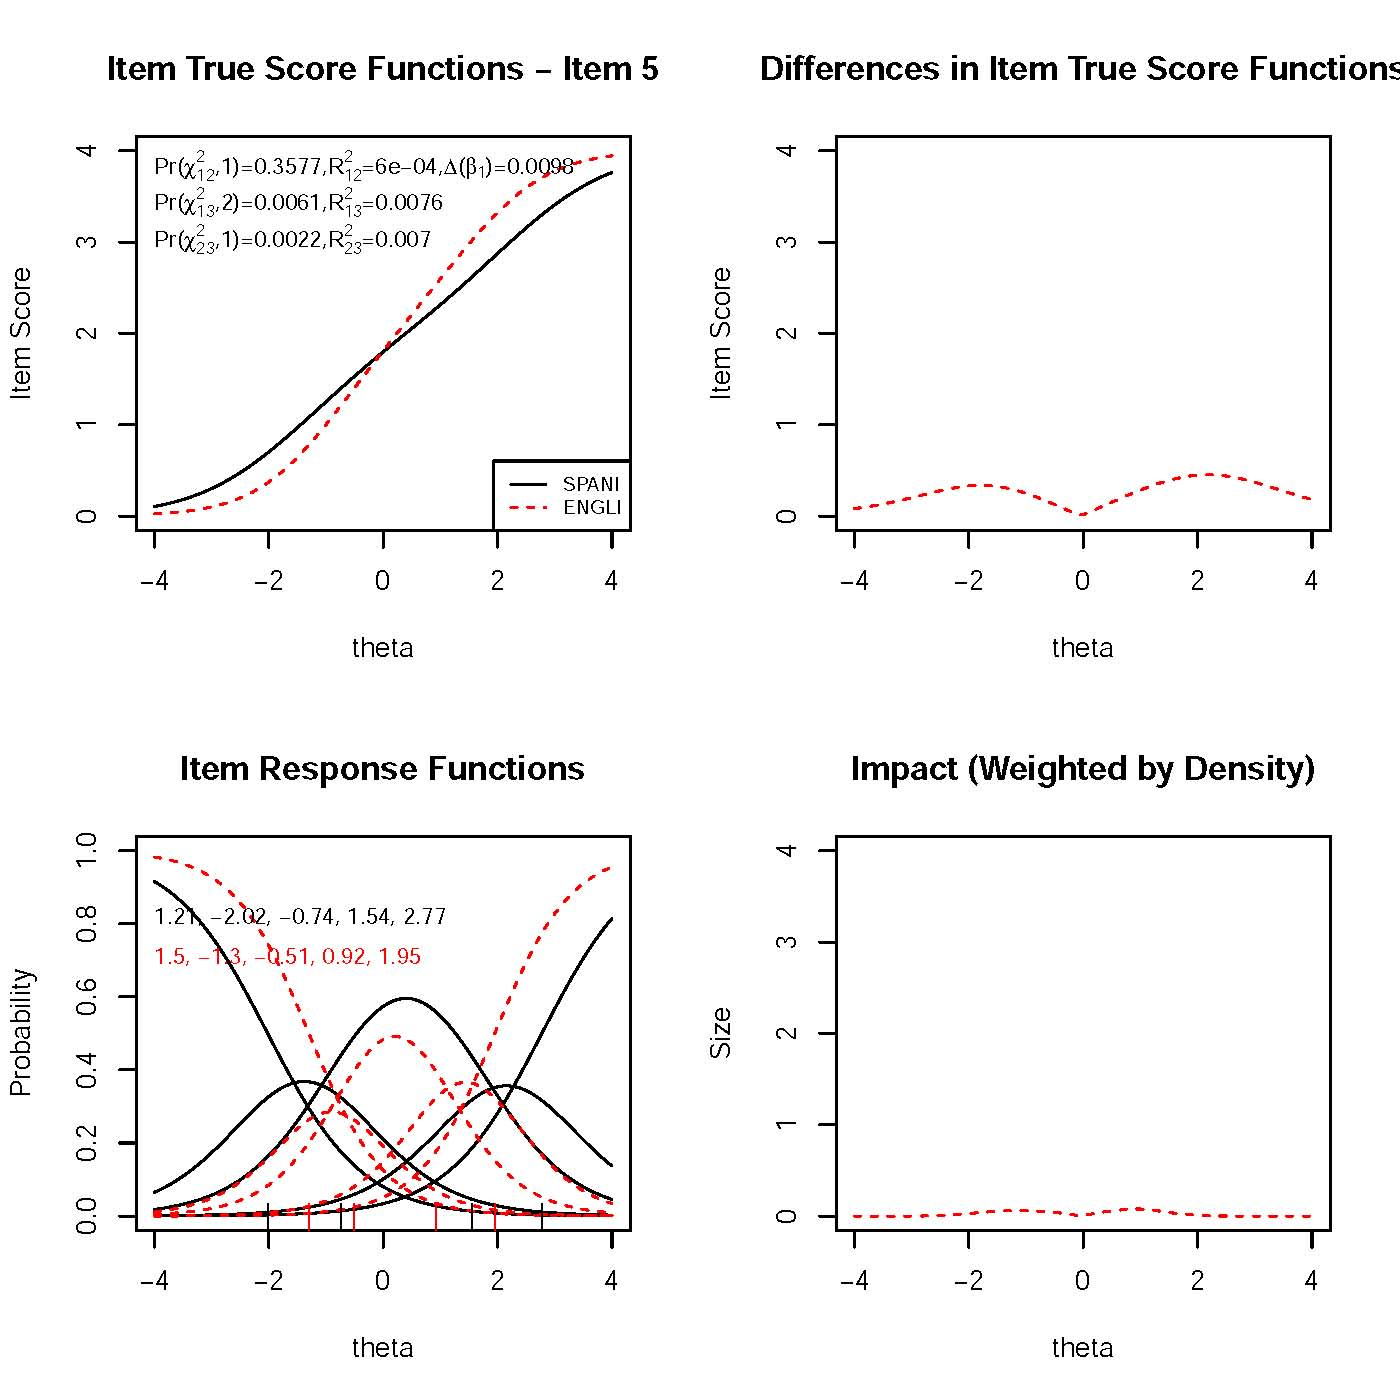 Item True Score Functions – Item 5
Pr(χ²₁₂,1)=0.3577,R²₁₂=6e−04,Δ(β₁)=0.0098
Pr(χ²₁₃,2)=0.0061,R²₁₃=0.0076
Pr(χ²₂₃,1)=0.0022,R²₂₃=0.007
Item Score
4
3
2
1
0
SPANI
ENGLI
−4 −2 0 2 4
theta
Differences in Item True Score Functions
Item Score
4
3
2
1
0
−4 −2 0 2 4
theta
Item Response Functions
Probability
1.0
0.8
0.6
0.4
0.2
0.0
1.21, −2.02, −0.74, 1.54, 2.77
1.5, −1.3, −0.51, 0.92, 1.95
−4 −2 0 2 4
theta
Impact (Weighted by Density)
Size
4
3
2
1
0
−4 −2 0 2 4
theta